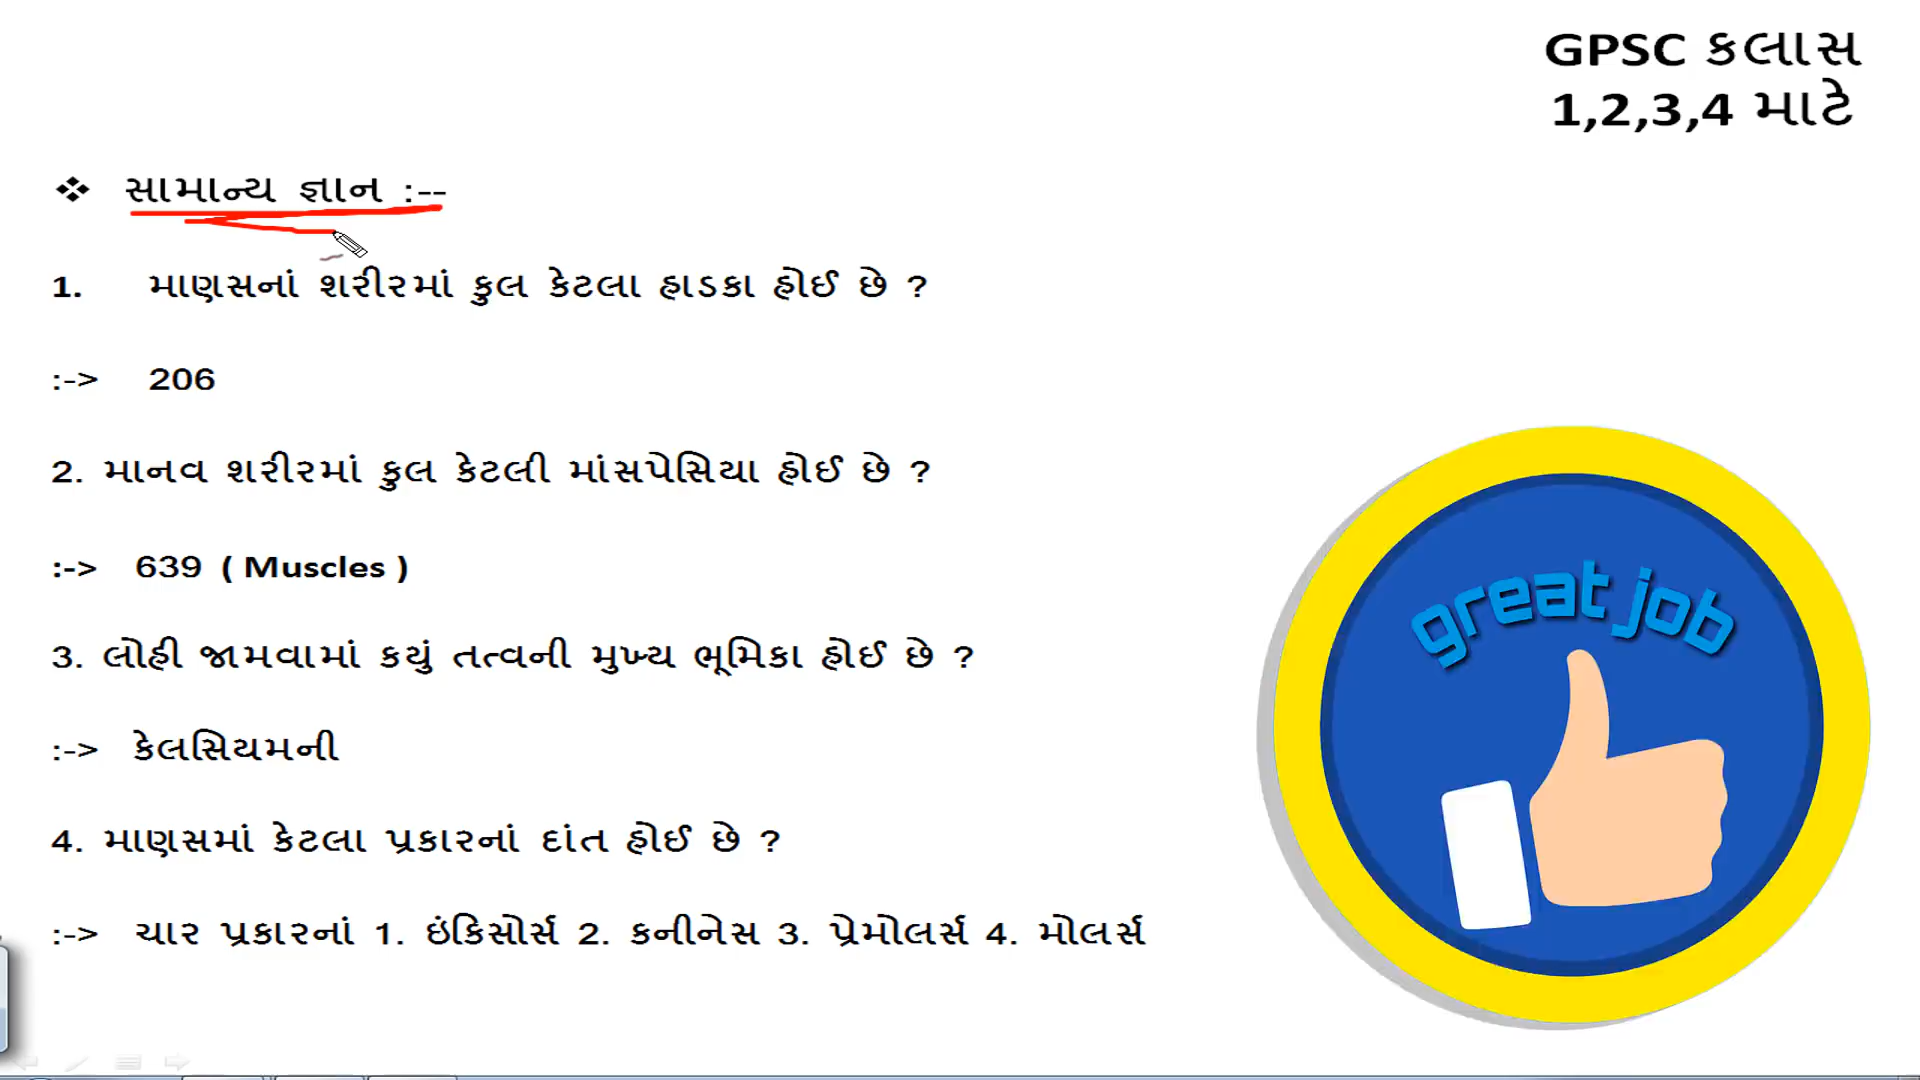 GPSC કલાસ
1,2,3,4 માટે
❖ સામાન્ય જ્ઞાન :--
1. માણસનાં શરીરમાં કુલ કેટલા હાડકા હોઈ છે ?
:-> 206
2. માનવ શરીરમાં કુલ કેટલી માંસપેસિયા હોઈ છે ?
:-> 639 ( Muscles )
3. લોહી જામવામાં કયું તત્વની મુખ્ય ભૂમિકા હોઈ છે ?
:-> કેલસિયમની
4. માણસમાં કેટલા પ્રકારનાં દાંત હોઈ છે ?
:-> ચાર પ્રકારનાં 1. ઇંકિસોર્સ 2. કનીનેસ 3. પ્રેમોલર્સ 4. મોલર્સ
great job